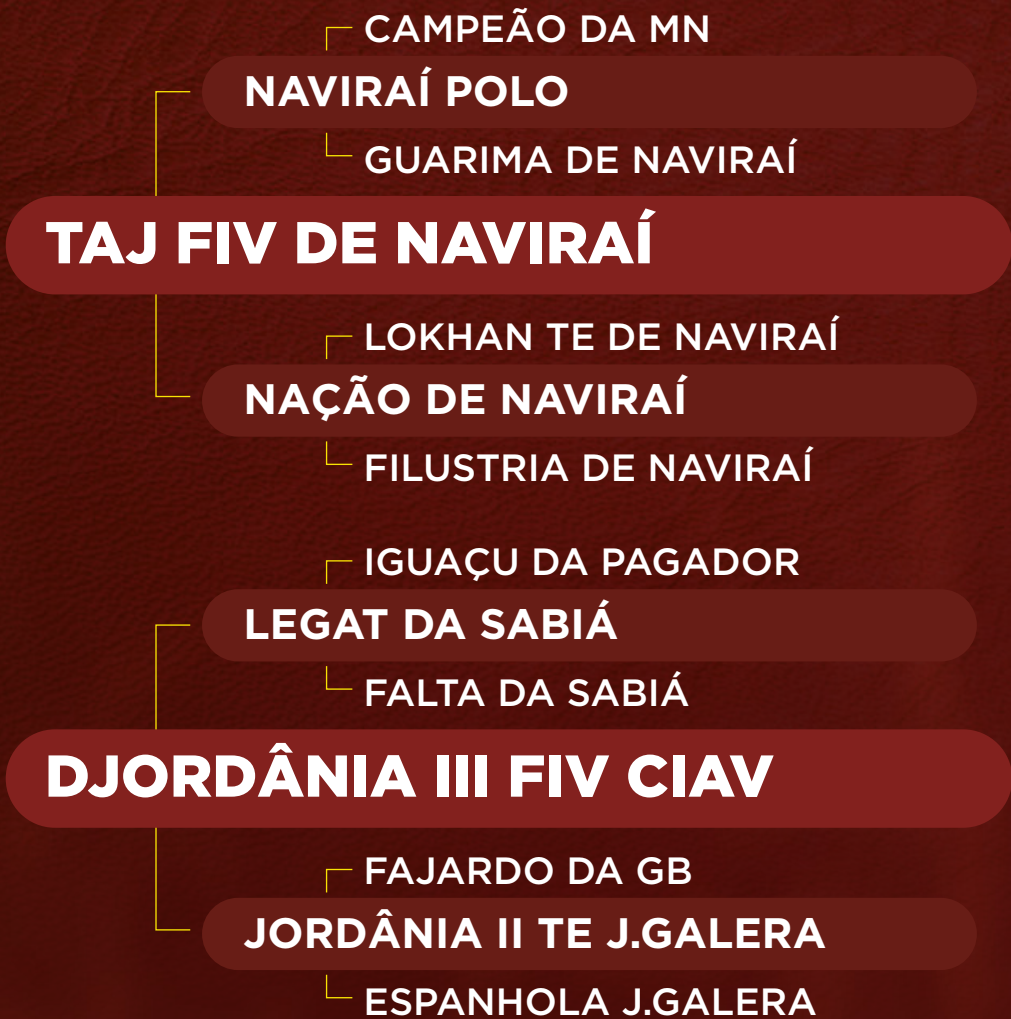 CAMPEÃO DA MN
NAVIRAÍ POLO
GUARIMA DE NAVIRAÍ
TAJ FIV DE NAVIRAÍ
LOKHAN TE DE NAVIRAÍ
NAÇÃO DE NAVIRAÍ
FILUSTRIA DE NAVIRAÍ
IGUAÇU DA PAGADOR
LEGAT DA SABIÁ
FALTA DA SABIÁ
DJORDÂNIA III FIV CIAV
FAJARDO DA GB
JORDÂNIA II TE J.GALERA
ESPANHOLA J.GALERA